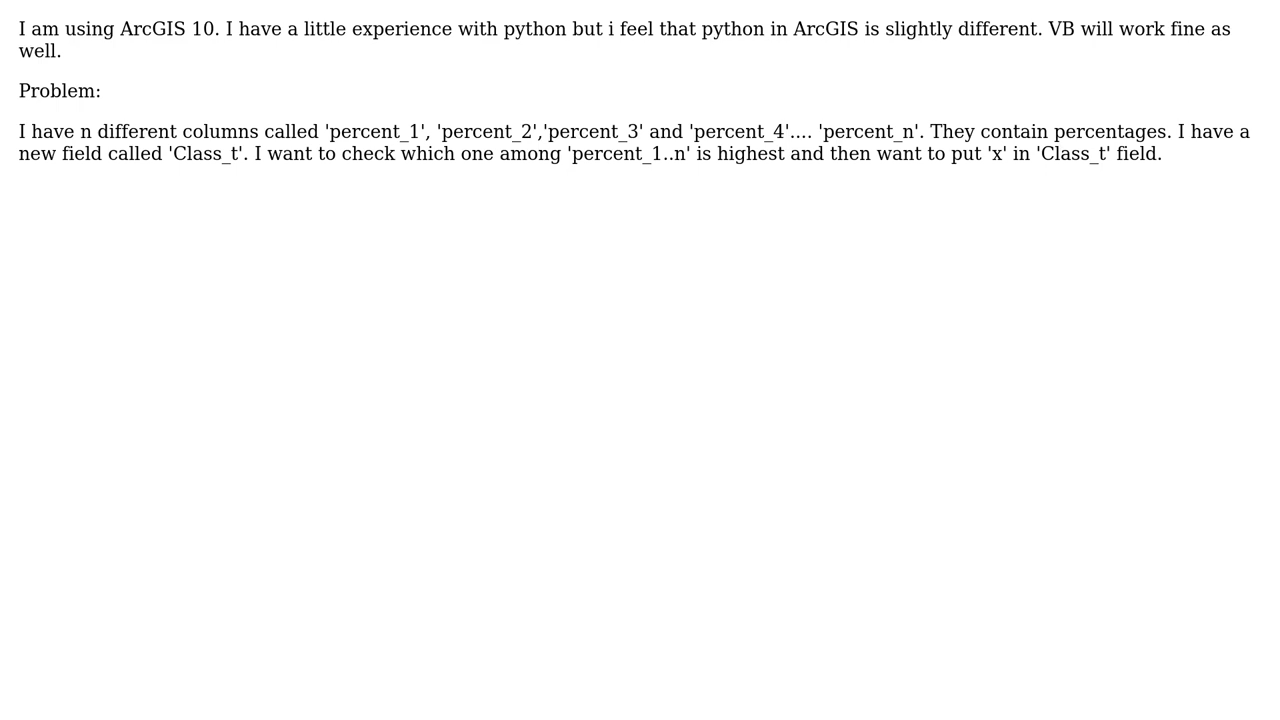 I am using ArcGIS 10. I have a little experience with python but i feel that python in ArcGIS is slightly different. VB will work fine as
well.
Problem:
I have n different columns called 'percent_1', 'percent_2','percent_3' and 'percent_4'.... 'percent_n'. They contain percentages. I have a
new field called 'Class_t'. I want to check which one among 'percent_1..n' is highest and then want to put 'x' in 'Class_t' field.